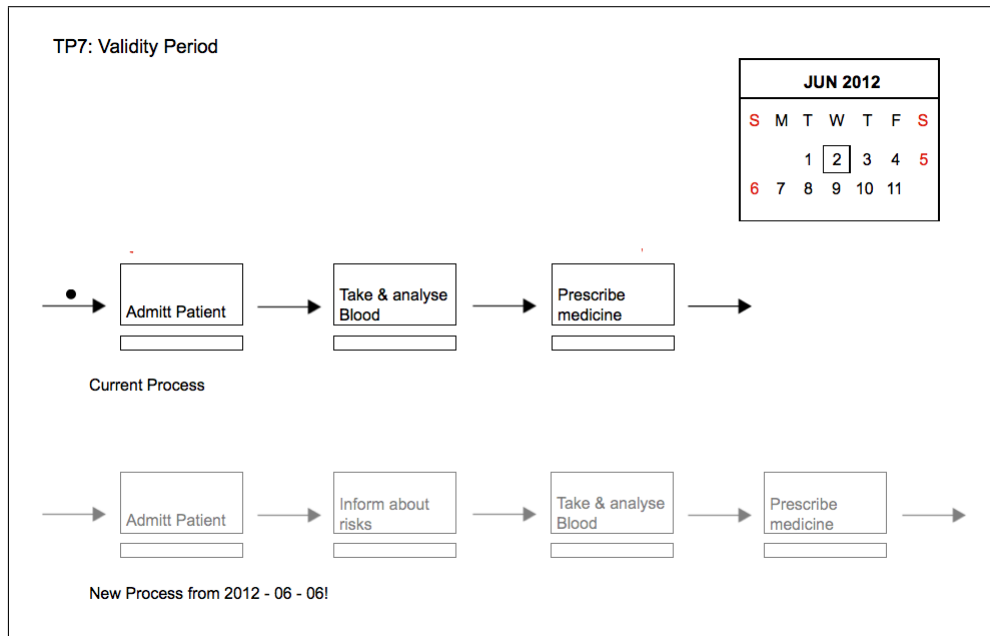 TP7: Validity Period
JUN 2012
S M T W T F S
1 2 3 4 5
6 7 8 9 10 11
Admitt Patient
Take & analyse
Blood
Prescribe
medicine
Current Process
Admitt Patient
Inform about
risks
Take & analyse
Blood
Prescribe
medicine
New Process from 2012 - 06 - 06!